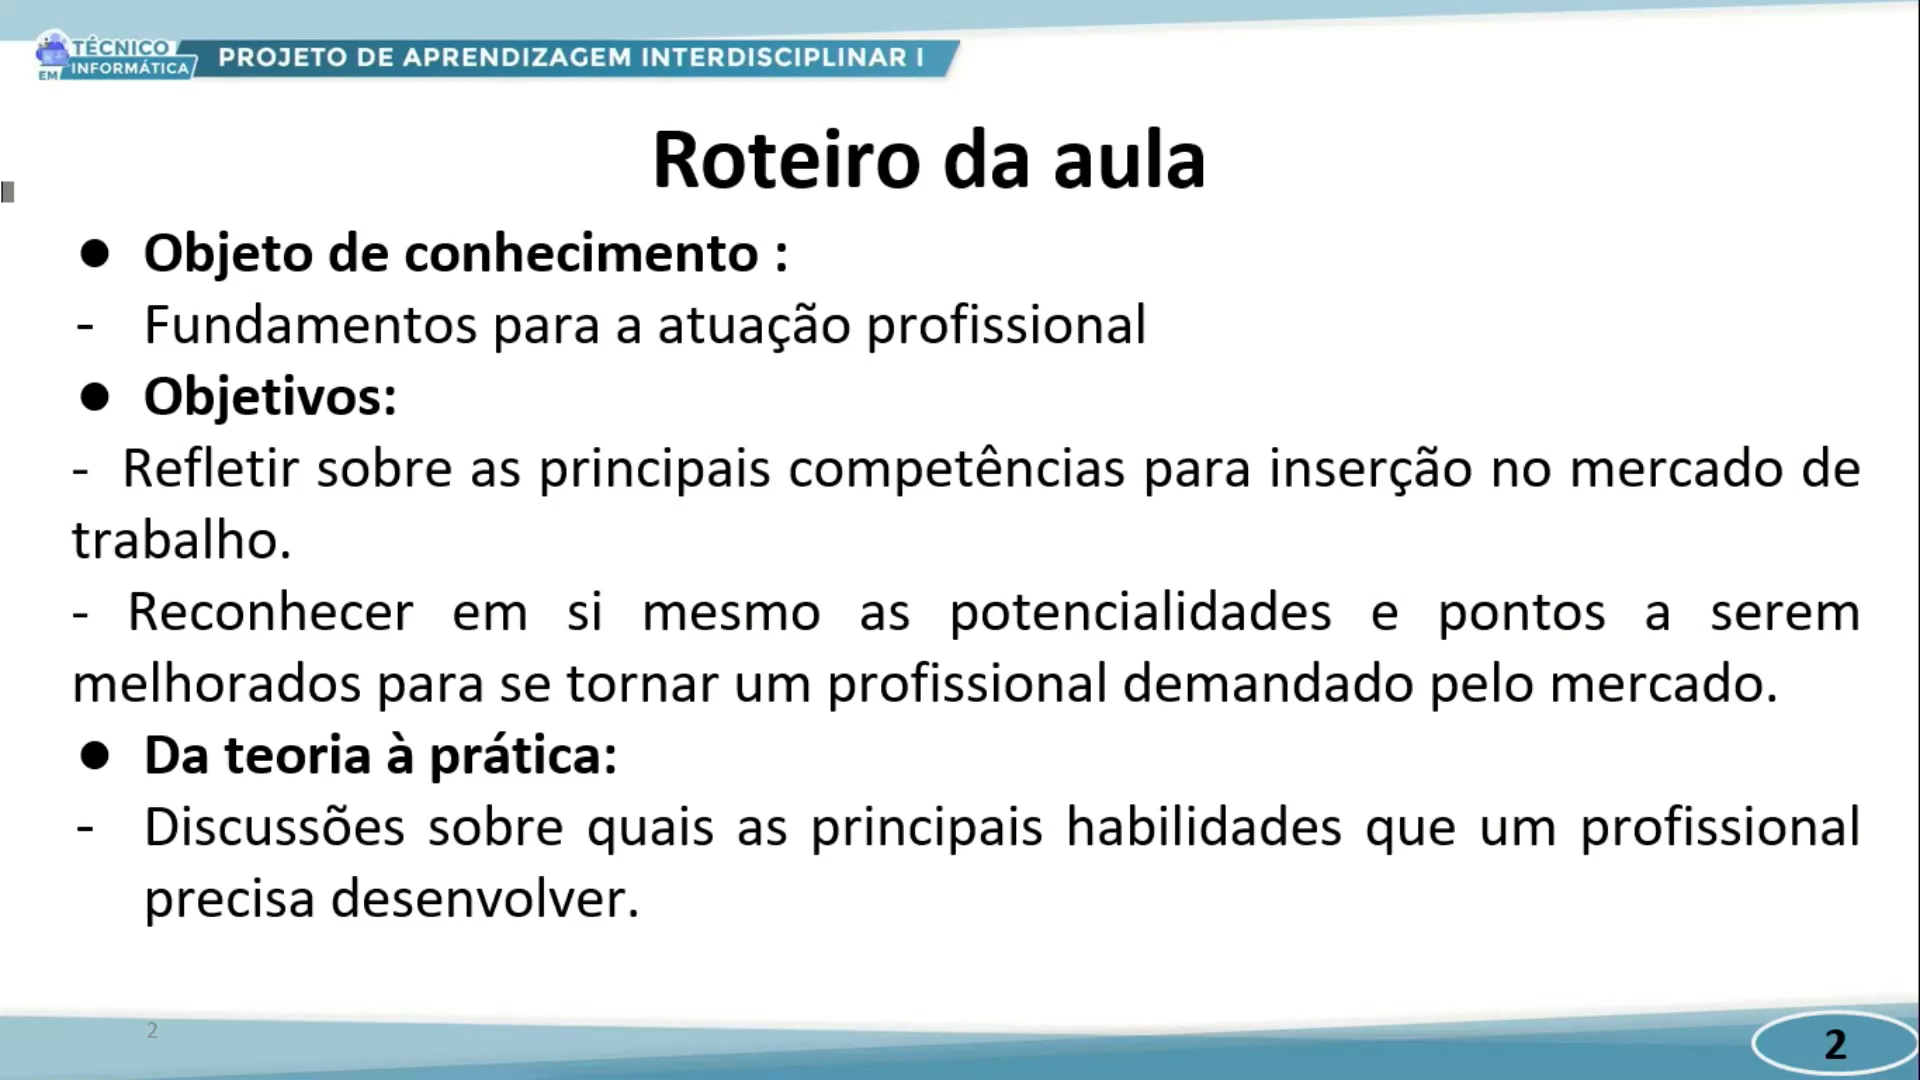 TÉCNICO
EM INFORMÁTICA
PROJETO DE APRENDIZAGEM INTERDISCIPLINAR I
Roteiro da aula
● Objeto de conhecimento :
- Fundamentos para a atuação profissional
● Objetivos:
- Refletir sobre as principais competências para inserção no mercado de
trabalho.
- Reconhecer em si mesmo as potencialidades e pontos a serem
melhorados para se tornar um profissional demandado pelo mercado.
● Da teoria à prática:
- Discussões sobre quais as principais habilidades que um profissional
precisa desenvolver.
2
2